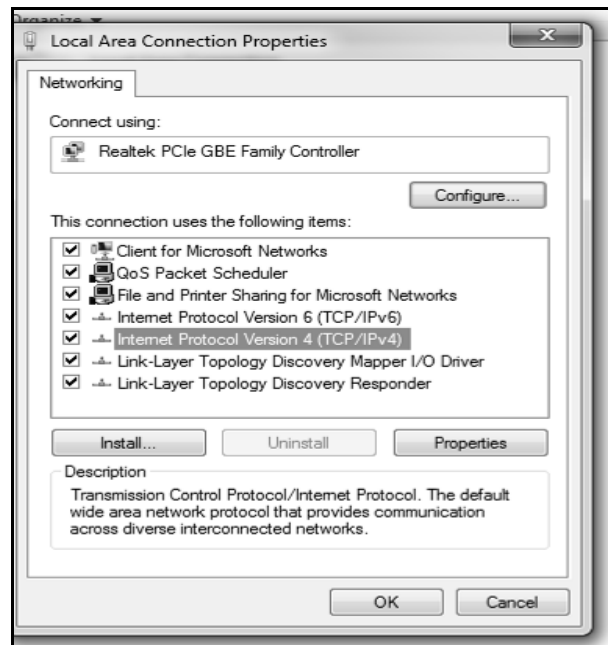 Organize
Local Area Connection Properties
Networking
Connect using:
Realtek PCIe GBE Family Controller
Configure...
This connection uses the following items:
Client for Microsoft Networks
QoS Packet Scheduler
File and Printer Sharing for Microsoft Networks
Internet Protocol Version 6 (TCP/IPv6)
Internet Protocol Version 4 (TCP/IPv4)
Link-Layer Topology Discovery Mapper I/O Driver
Link-Layer Topology Discovery Responder
Install... Uninstall Properties
Description
Transmission Control Protocol/Internet Protocol. The default
wide area network protocol that provides communication
across diverse interconnected networks.
OK Cancel